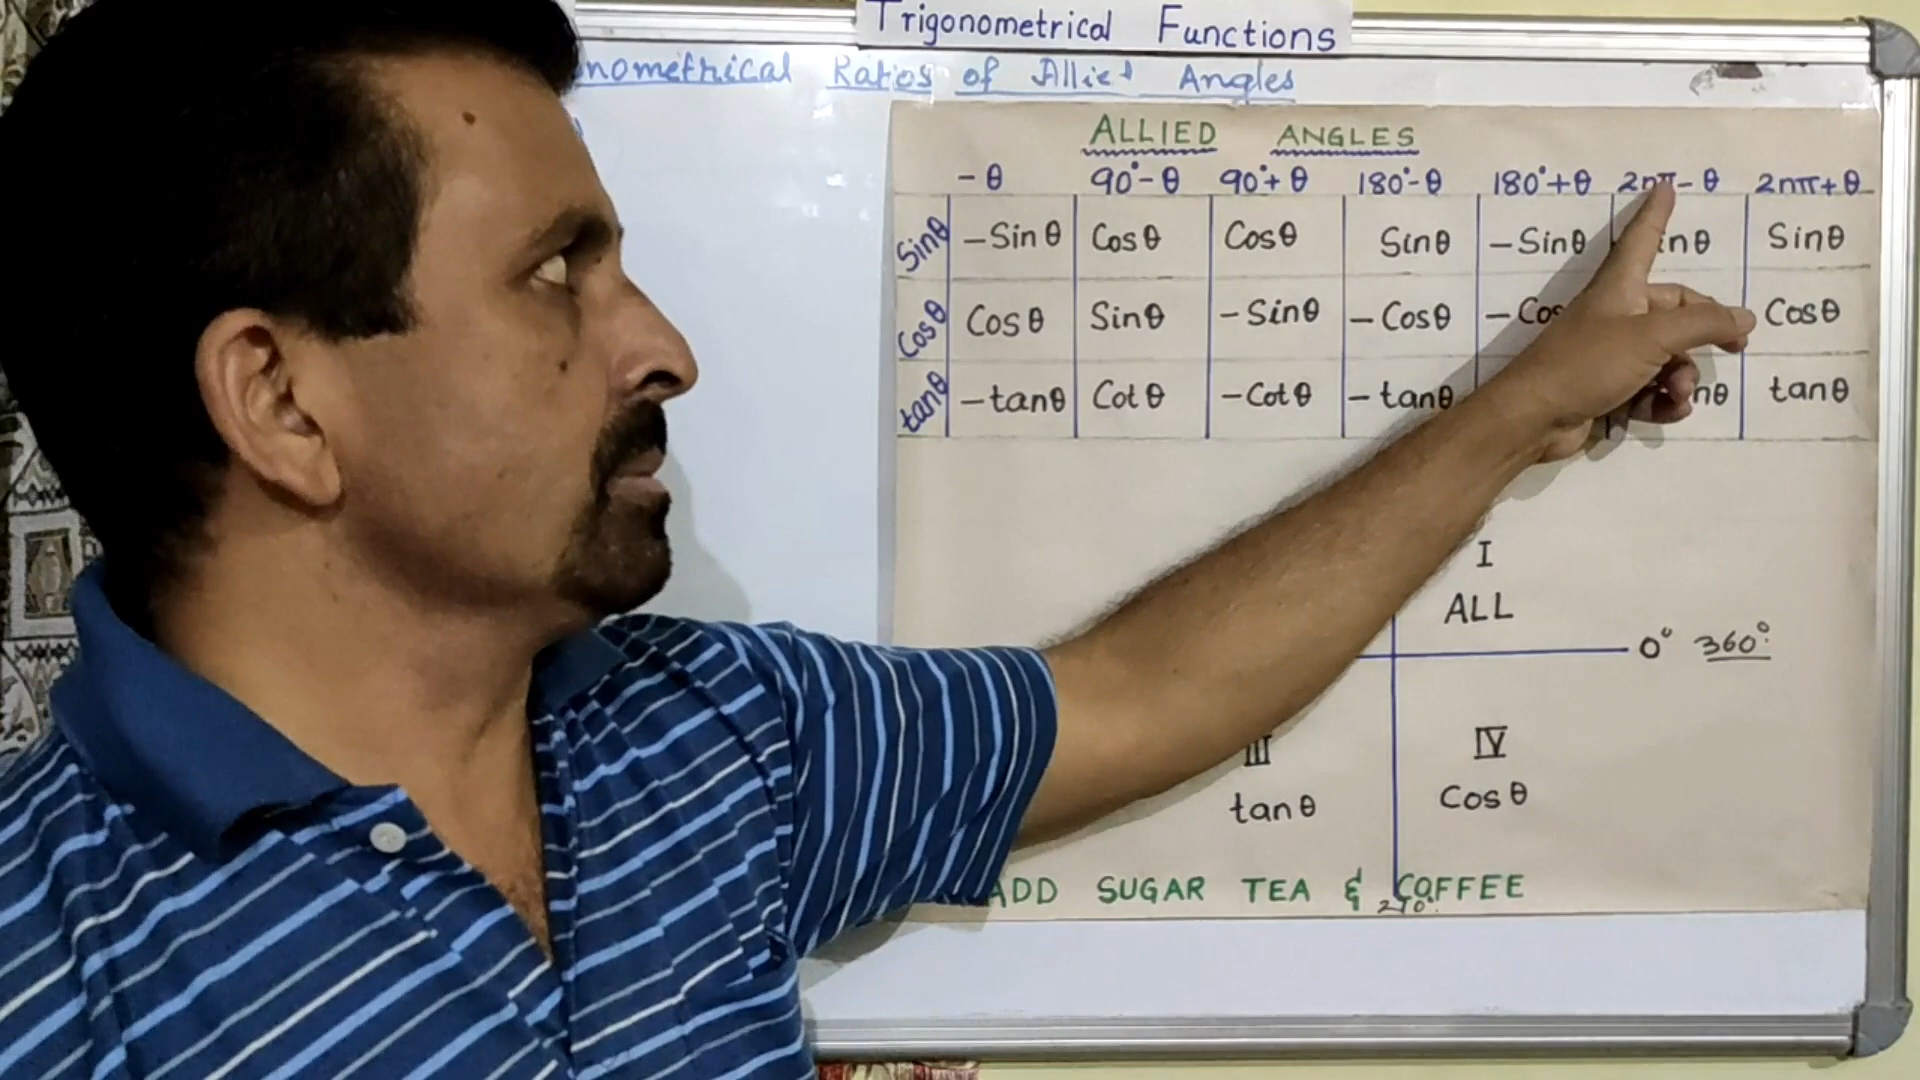 Trigonometrical Functions
Ratios of Allied Angles
ALLIED ANGLES
-θ 90°-θ 90°+θ 180°-θ 180°+θ 2nπ-θ 2nπ+θ
Sinθ -Sinθ Cosθ Cosθ Sinθ -Sinθ Sinθ
Cosθ Cosθ Sinθ -Sinθ -Cosθ Cosθ
tanθ -tanθ Cotθ -Cotθ -tanθ tanθ
I
ALL
0° 360°
III IV
tanθ Cosθ
ADD SUGAR TEA & COFFEE
270°